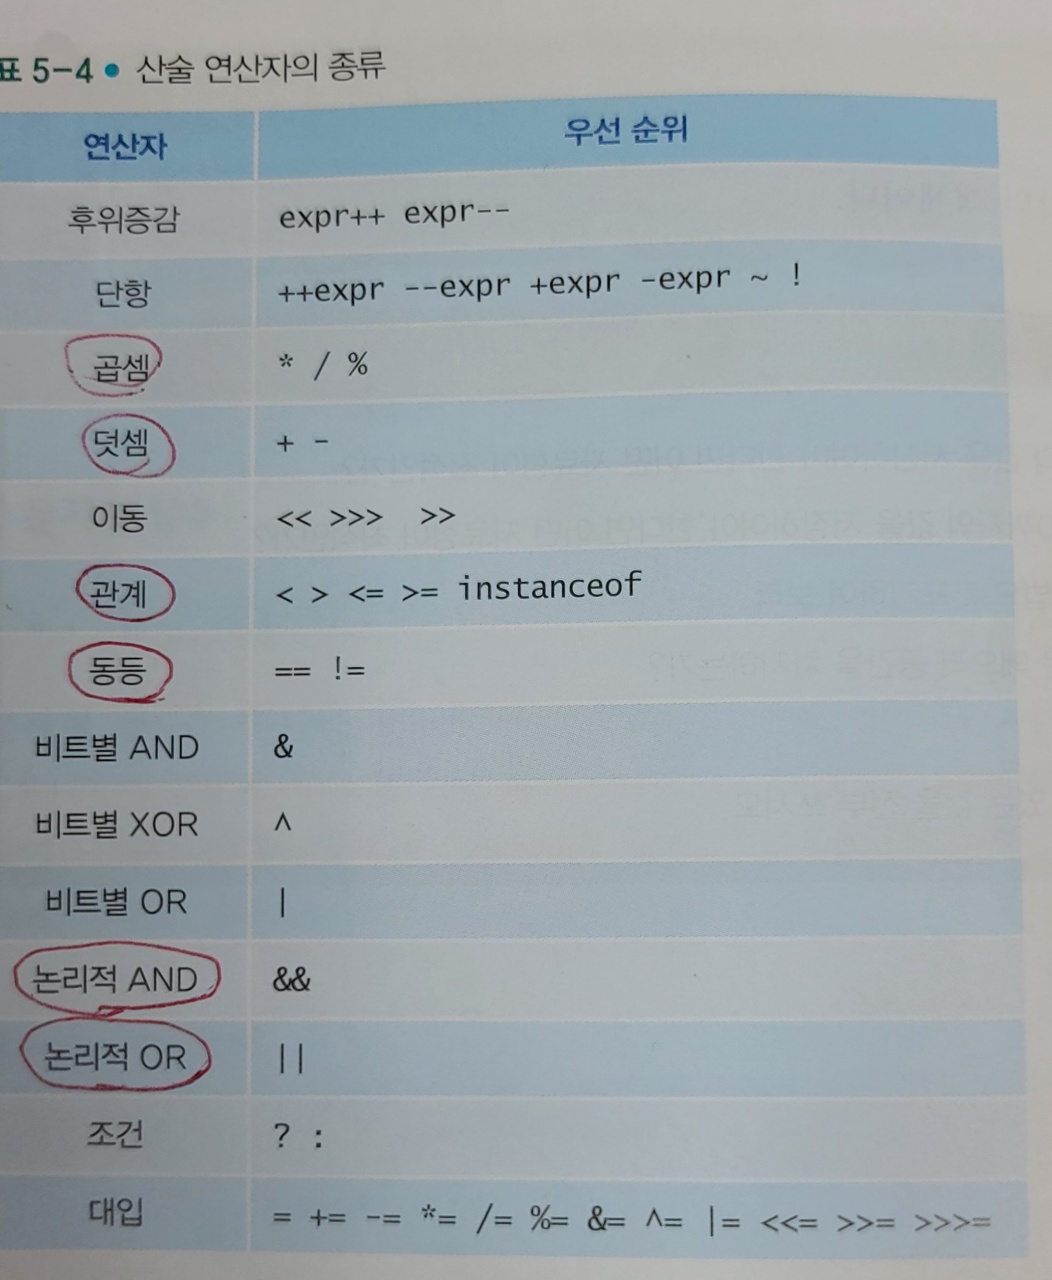 표 5-4 • 산술 연산자의 종류
연산자 우선 순위
후위증감 expr++ expr--
단항 ++expr --expr +expr -expr ~ !
곱셈 * / %
덧셈 + -
이동 << >>> >>
관계 < > <= >= instanceof
동등 == !=
비트별 AND &
비트별 XOR ^
비트별 OR |
논리적 AND &&
논리적 OR ||
조건 ? :
대입 = += -= *= /= %= &= ^= |= <<= >>= >>>=